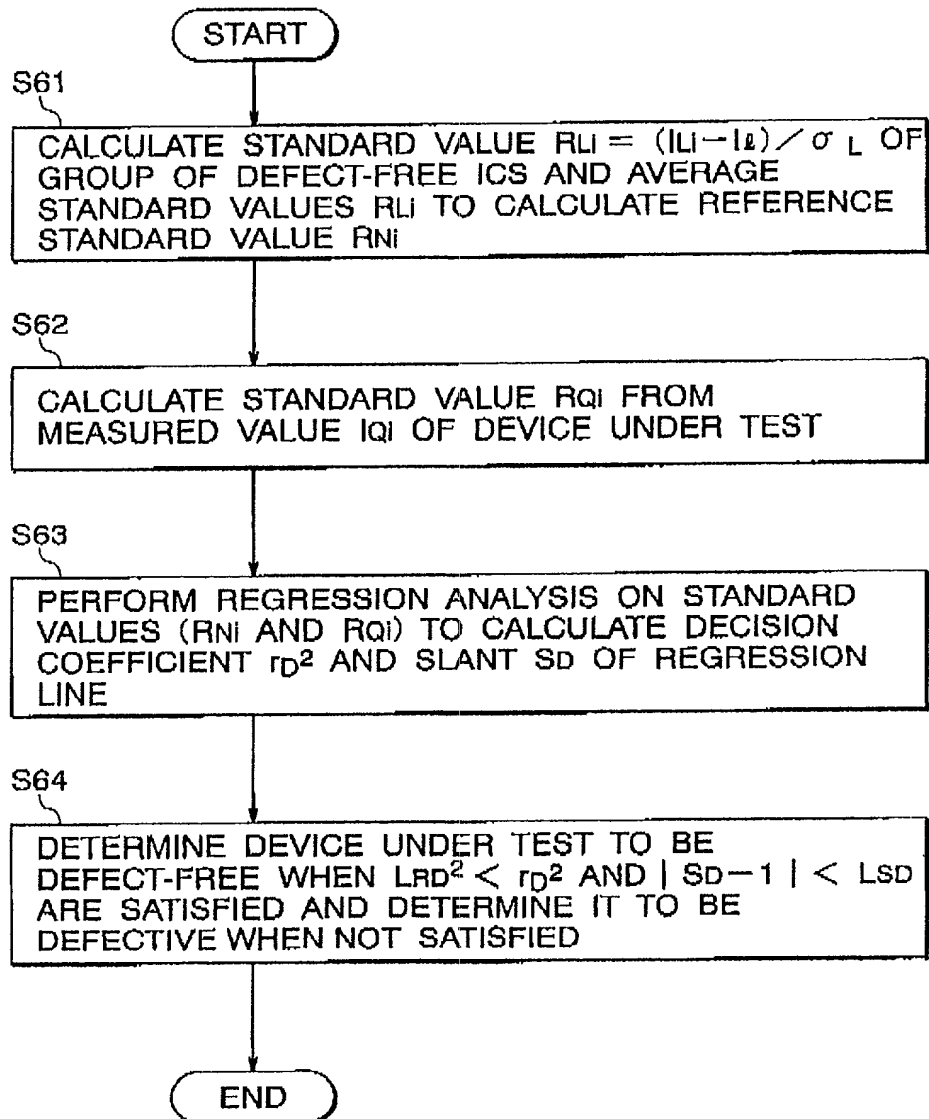 START
S61
CALCULATE STANDARD VALUE RLi = (ILi−Iℓ)/σL OF
GROUP OF DEFECT-FREE ICS AND AVERAGE
STANDARD VALUES RLi TO CALCULATE REFERENCE
STANDARD VALUE RNi
S62
CALCULATE STANDARD VALUE RQi FROM
MEASURED VALUE IQi OF DEVICE UNDER TEST
S63
PERFORM REGRESSION ANALYSIS ON STANDARD
VALUES (RNi AND RQi) TO CALCULATE DECISION
COEFFICIENT rD² AND SLANT SD OF REGRESSION
LINE
S64
DETERMINE DEVICE UNDER TEST TO BE
DEFECT-FREE WHEN LRD² < rD² AND | SD−1 | < LSD
ARE SATISFIED AND DETERMINE IT TO BE
DEFECTIVE WHEN NOT SATISFIED
END